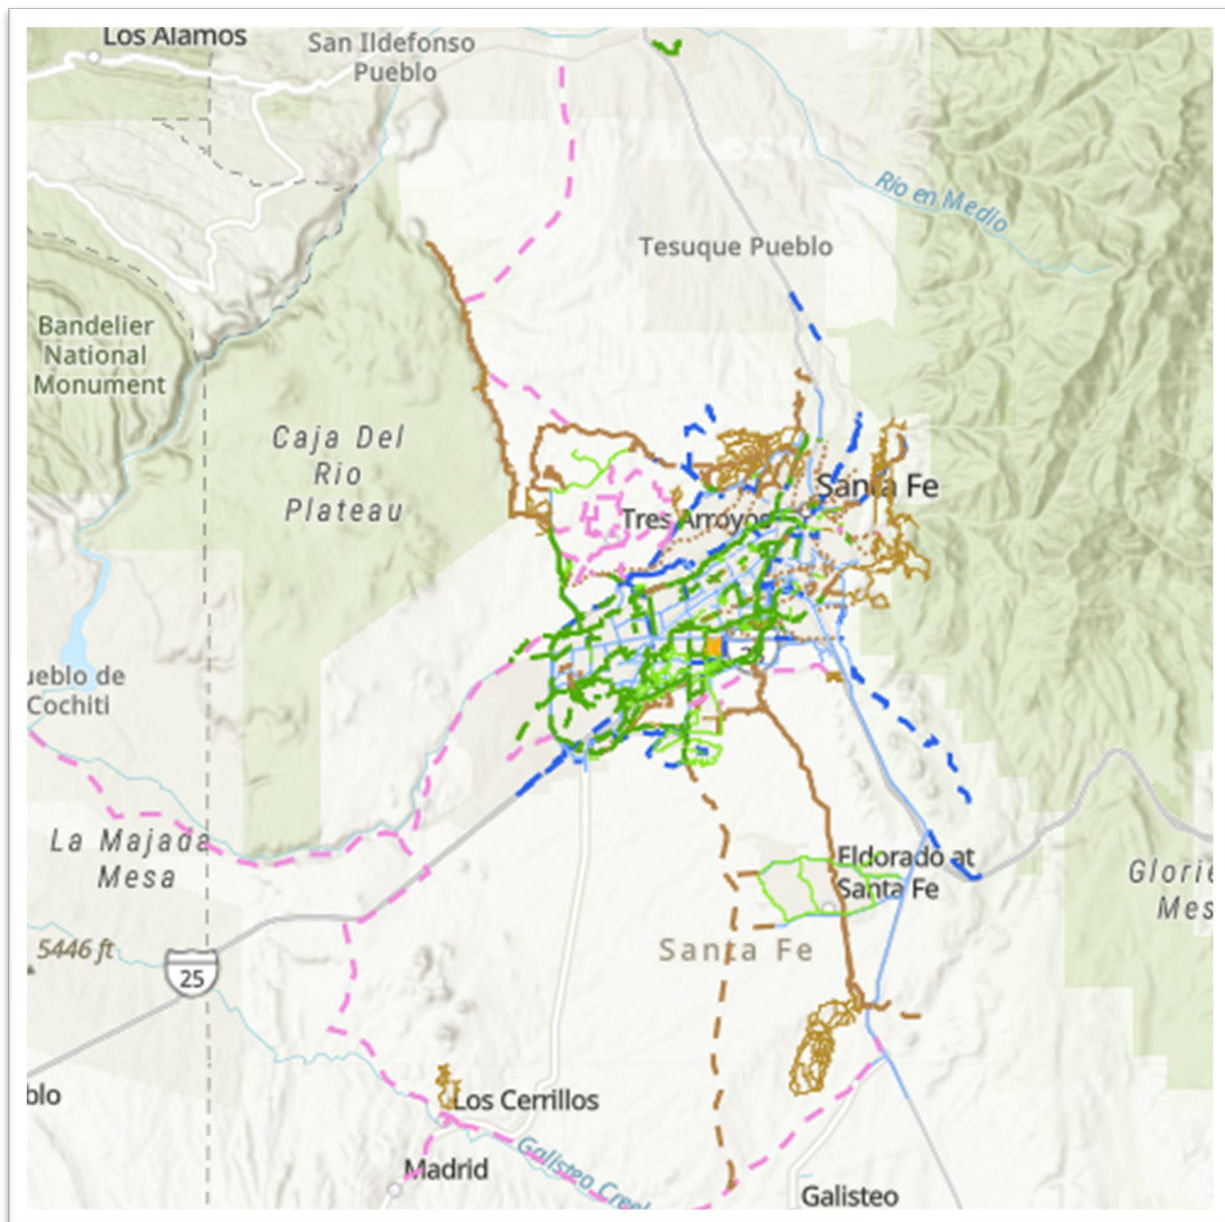 Los Alamos
San Ildefonso
Pueblo
Rio en Medio
Tesuque Pueblo
Bandelier
National
Monument
Caja Del
Rio
Plateau
Santa Fe
Tres Arroyos
ueblo de
Cochiti
La Majada
Mesa
Eldorado at
Santa Fe
Glorie
Mes
5446 ft
Santa Fe
25
blo
Los Cerrillos
Madrid
Galisteo Creek
Galisteo